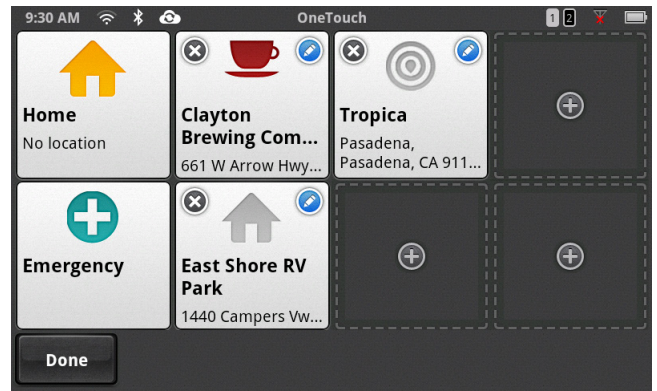 9:30 AM OneTouch 1 2
Home
No location
Clayton
Brewing Com...
661 W Arrow Hwy...
Tropica
Pasadena,
Pasadena, CA 911...
Emergency
East Shore RV
Park
1440 Campers Vw...
Done